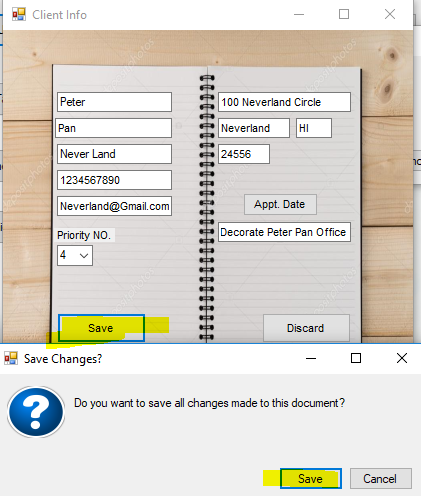 Client Info
Peter
100 Neverland Circle
Pan
Neverland
HI
Never Land
24556
1234567890
Neverland@Gmail.com
Appt. Date
Priority NO.
Decorate Peter Pan Office
4
Save
Discard
Save Changes?
Do you want to save all changes made to this document?
Save
Cancel